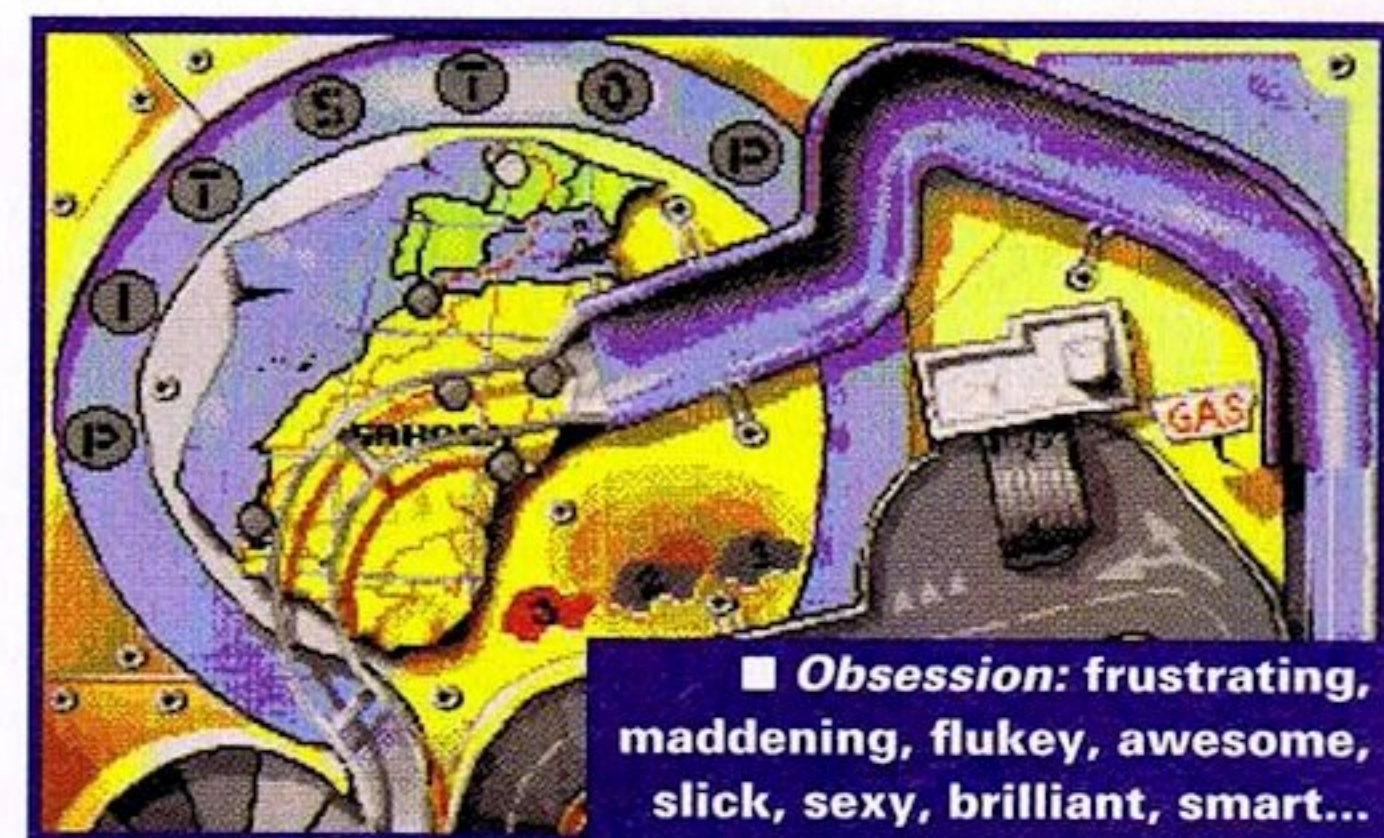 PITSTOP
GAS
■ Obsession: frustrating,
maddening, flukey, awesome,
slick, sexy, brilliant, smart...